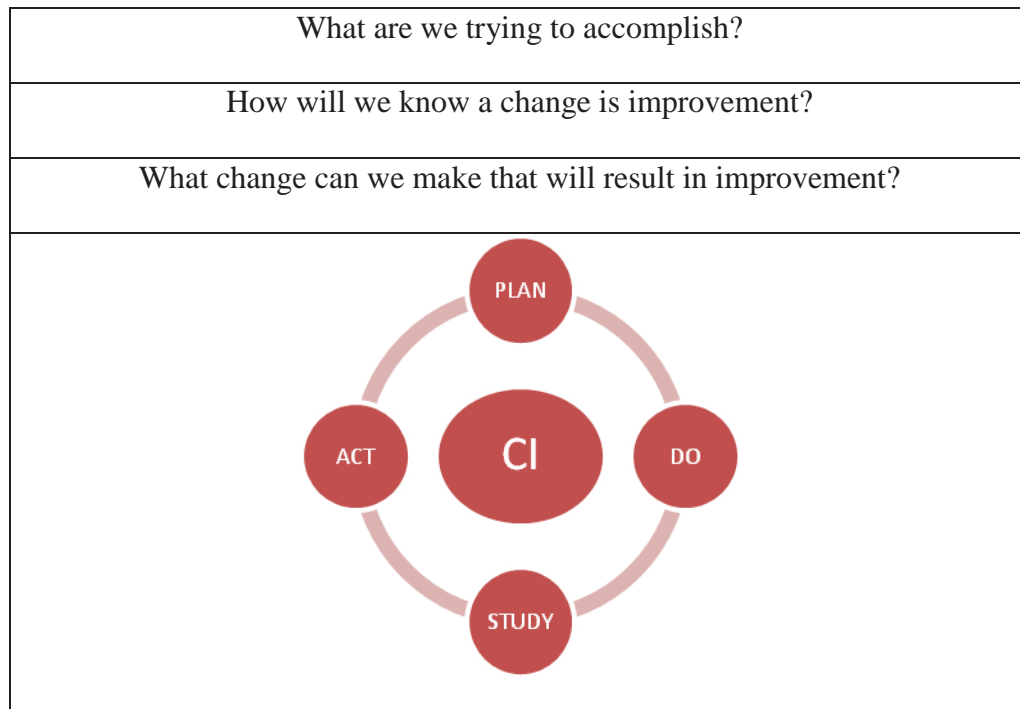 What are we trying to accomplish?
How will we know a change is improvement?
What change can we make that will result in improvement?
PLAN
ACT
CI
DO
STUDY